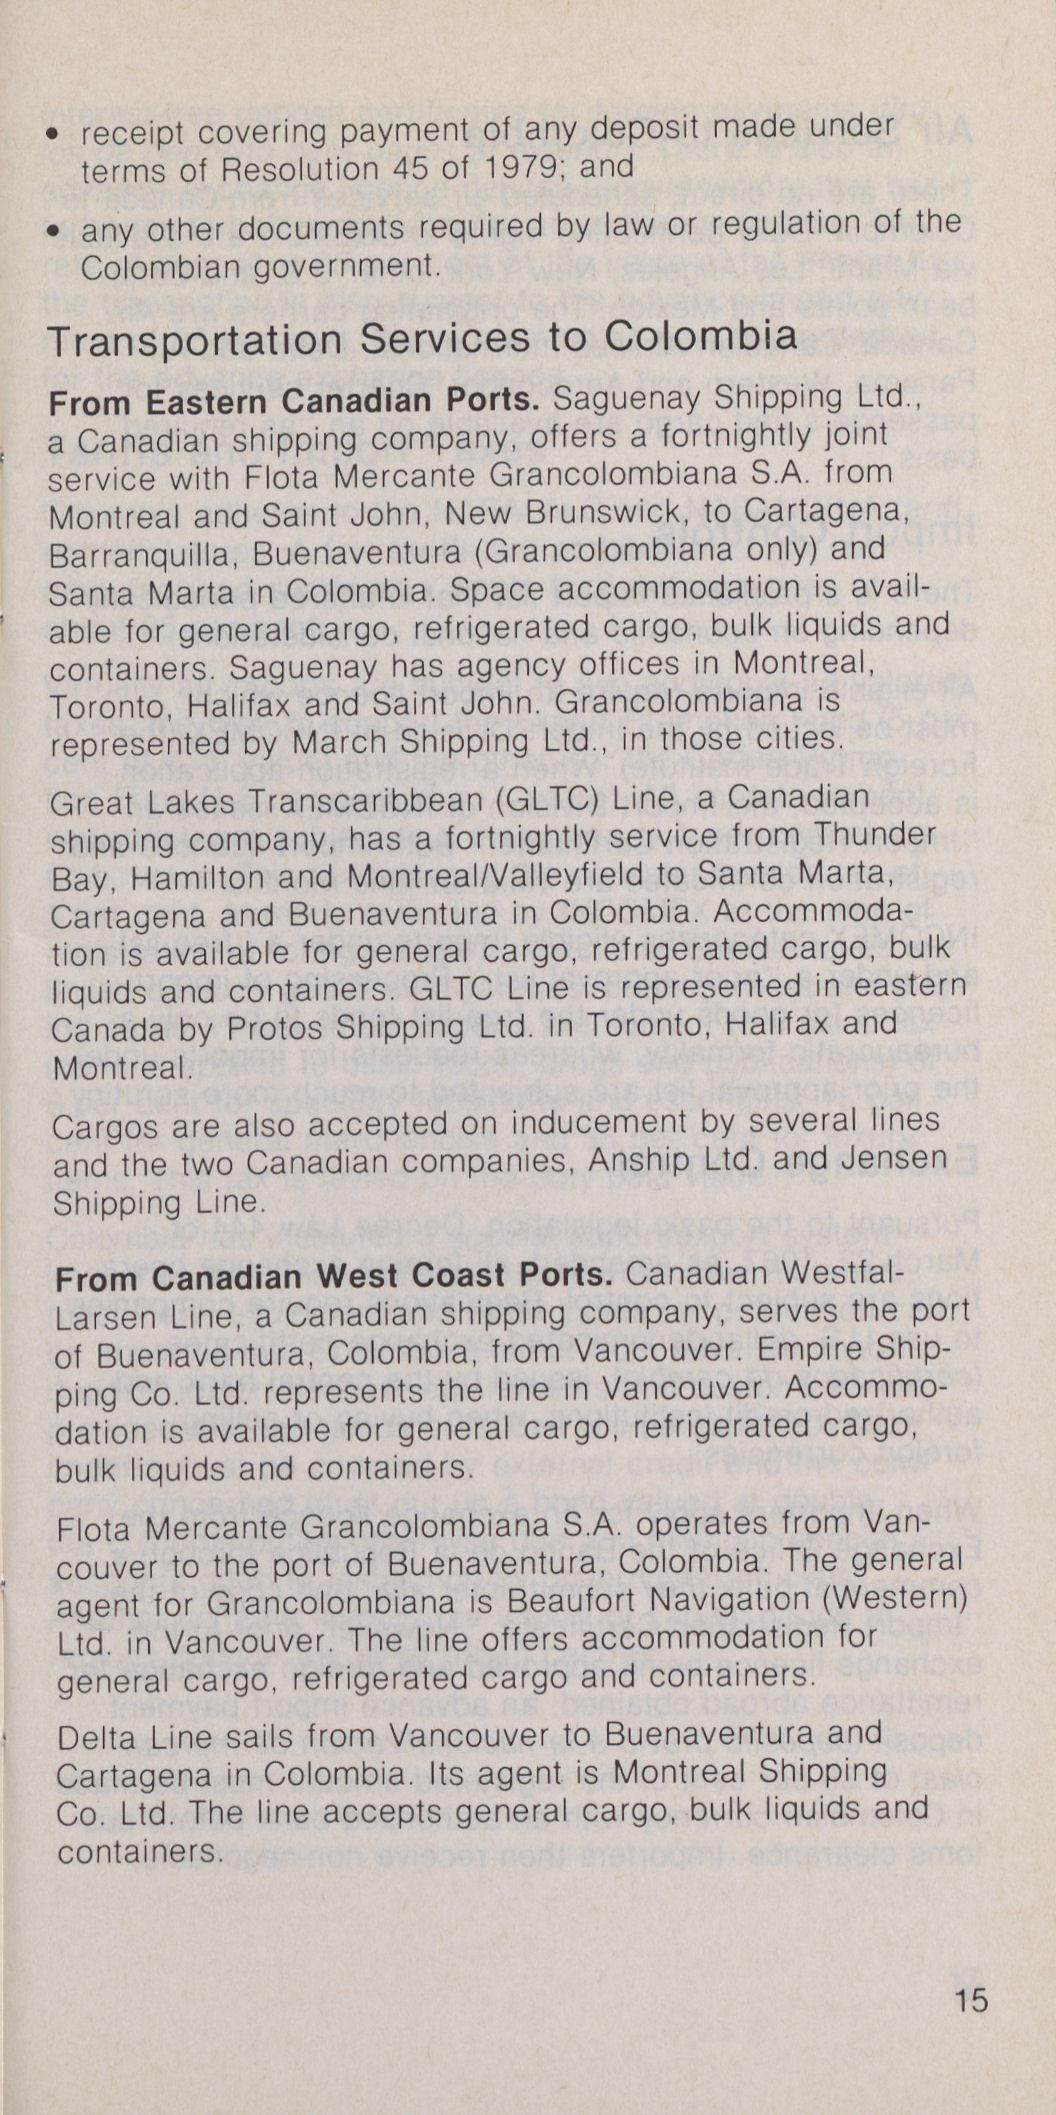 • receipt covering payment of any deposit made under
terms of Resolution 45 of 1979; and
• any other documents required by law or regulation of the
Colombian government.
Transportation Services to Colombia
From Eastern Canadian Ports. Saguenay Shipping Ltd.,
a Canadian shipping company, offers a fortnightly joint
service with Flota Mercante Grancolombiana S.A. from
Montreal and Saint John, New Brunswick, to Cartagena,
Barranquilla, Buenaventura (Grancolombiana only) and
Santa Marta in Colombia. Space accommodation is avail-
able for general cargo, refrigerated cargo, bulk liquids and
containers. Saguenay has agency offices in Montreal,
Toronto, Halifax and Saint John. Grancolombiana is
represented by March Shipping Ltd., in those cities.
Great Lakes Transcaribbean (GLTC) Line, a Canadian
shipping company, has a fortnightly service from Thunder
Bay, Hamilton and Montreal/Valleyfield to Santa Marta,
Cartagena and Buenaventura in Colombia. Accommoda-
tion is available for general cargo, refrigerated cargo, bulk
liquids and containers. GLTC Line is represented in eastern
Canada by Protos Shipping Ltd. in Toronto, Halifax and
Montreal.
Cargos are also accepted on inducement by several lines
and the two Canadian companies, Anship Ltd. and Jensen
Shipping Line.
From Canadian West Coast Ports. Canadian Westfal-
Larsen Line, a Canadian shipping company, serves the port
of Buenaventura, Colombia, from Vancouver. Empire Ship-
ping Co. Ltd. represents the line in Vancouver. Accommo-
dation is available for general cargo, refrigerated cargo,
bulk liquids and containers.
Flota Mercante Grancolombiana S.A. operates from Van-
couver to the port of Buenaventura, Colombia. The general
agent for Grancolombiana is Beaufort Navigation (Western)
Ltd. in Vancouver. The line offers accommodation for
general cargo, refrigerated cargo and containers.
Delta Line sails from Vancouver to Buenaventura and
Cartagena in Colombia. Its agent is Montreal Shipping
Co. Ltd. The line accepts general cargo, bulk liquids and
containers.
15